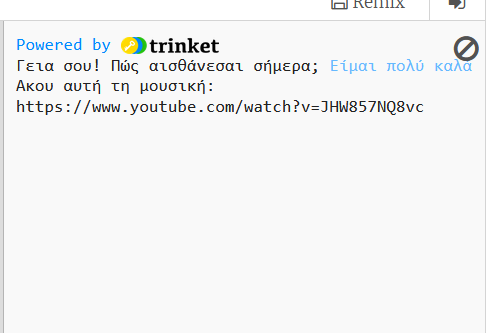 Remix
Powered by trinket
Γεια σου! Πώς αισθάνεσαι σήμερα; Είμαι πολύ καλά
Ακου αυτή τη μουσική:
https://www.youtube.com/watch?v=JHW857NQ8vc